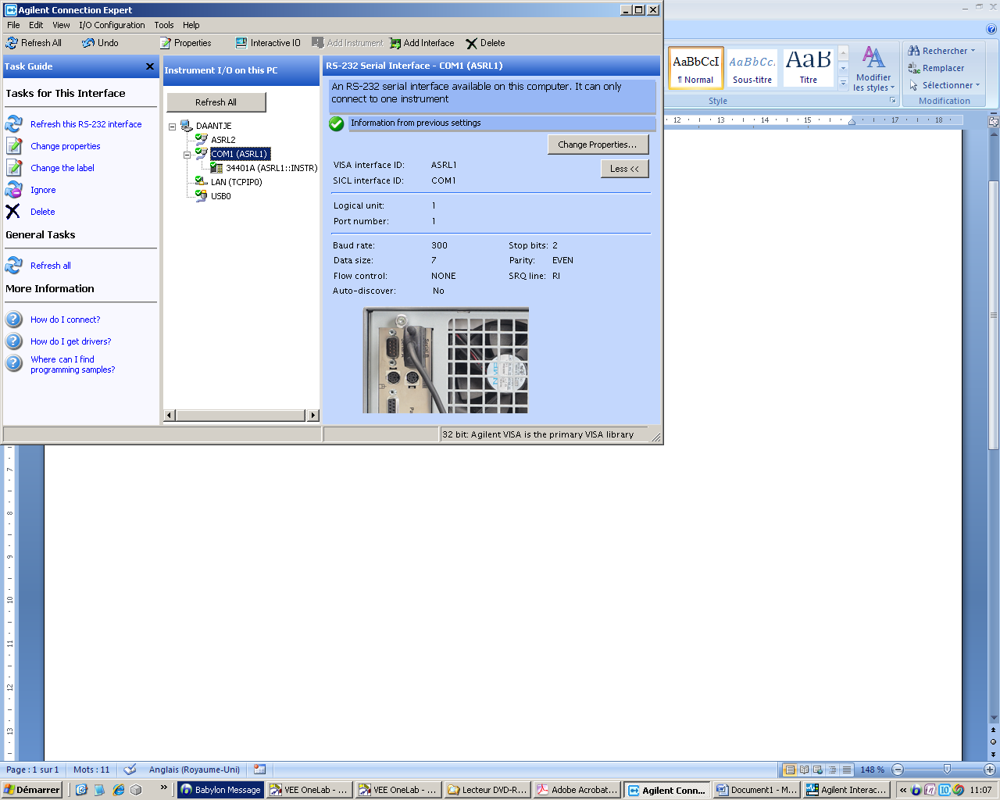 Agilent Connection Expert
File Edit View I/O Configuration Tools Help
Refresh All Undo Properties Interactive IO Add Instrument Add Interface Delete
Task Guide
Tasks for This Interface
Refresh this RS-232 interface
Change properties
Change the label
Ignore
Delete
General Tasks
Refresh all
More Information
How do I connect?
How do I get drivers?
Where can I find
programming samples?
Instrument I/O on this PC
Refresh All
DAANTJE
ASRL2
COM1 (ASRL1)
34401A (ASRL1::INSTR)
LAN (TCPIP0)
USB0
RS-232 Serial Interface - COM1 (ASRL1)
An RS-232 serial interface available on this computer. It can only
connect to one instrument
Information from previous settings
Change Properties...
VISA interface ID: ASRL1
Less <<
SICL interface ID: COM1
Logical unit: 1
Port number: 1
Baud rate: 300 Stop bits: 2
Data size: 7 Parity: EVEN
Flow control: NONE SRQ line: RI
Auto-discover: No
32 bit: Agilent VISA is the primary VISA library
AaBbCcI AaBbCc. AaB
¶ Normal Sous-titre Titre
Modifier
les styles
Style
Rechercher
Remplacer
Sélectionner
Modification
12 13 14 15 17 18
7
8
9
10
11
12
13
Page : 1 sur 1 Mots : 11 Anglais (Royaume-Uni) 148 %
Démarrer » Babylon Message VEE OneLab - ... VEE OneLab - ... Lecteur DVD-R... Adobe Acrobat... Agilent Conn... Document1 - M... Agilent Interac... « 11:07